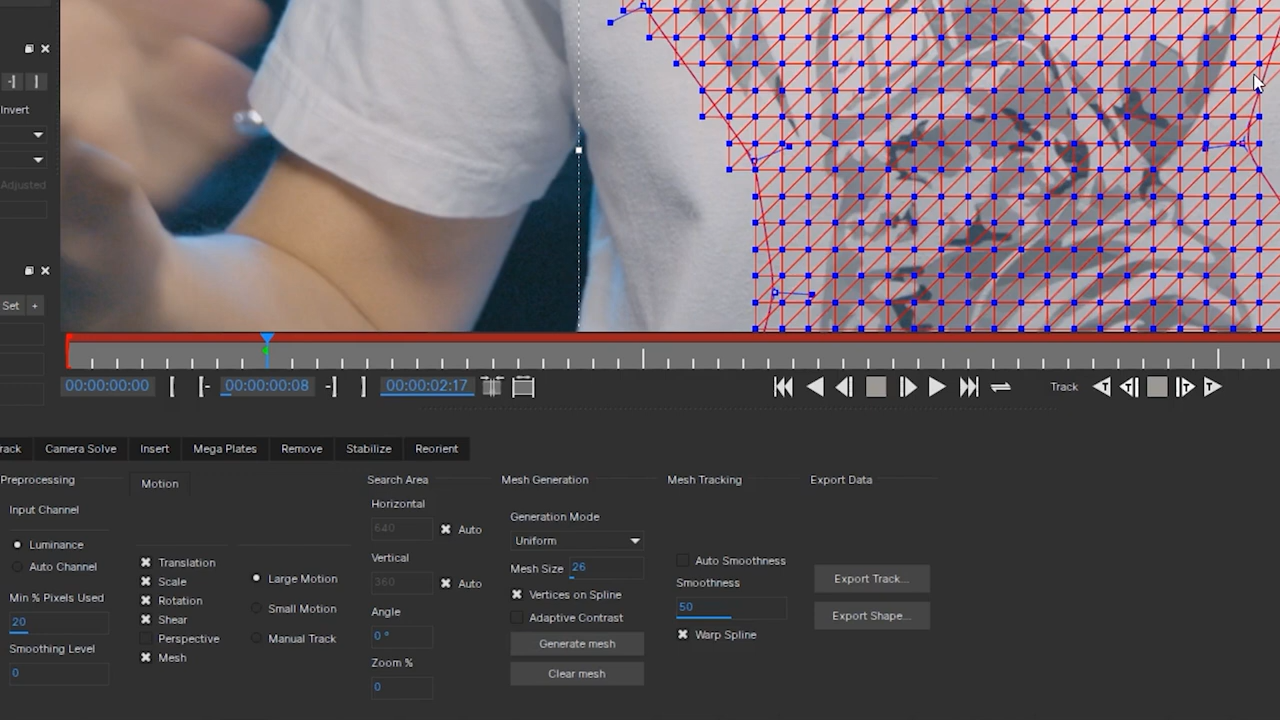 Invert
Adjusted
Set +
00:00:00:00
00:00:00:08
00:00:02:17
Track
Camera Solve
Insert
Mega Plates
Remove
Stabilize
Reorient
Preprocessing
Motion
Search Area
Mesh Generation
Mesh Tracking
Export Data
Input Channel
Luminance
Auto Channel
Min % Pixels Used
20
Smoothing Level
0
Translation
Scale
Rotation
Shear
Perspective
Mesh
Large Motion
Small Motion
Manual Track
Horizontal
640
Auto
Vertical
360
Auto
Angle
0 °
Zoom %
0
Generation Mode
Uniform
Mesh Size 26
Vertices on Spline
Adaptive Contrast
Generate mesh
Clear mesh
Auto Smoothness
Smoothness
50
Warp Spline
Export Track...
Export Shape...